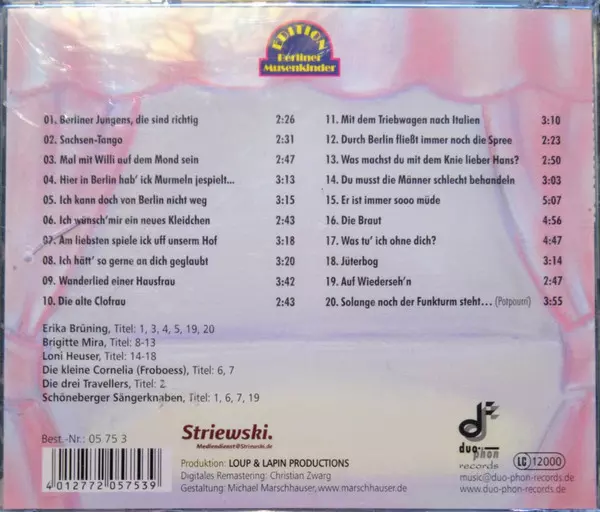 EDITION
Berliner
Musenkinder
01. Berliner Jungens, die sind richtig 2:26
02. Sachsen-Tango 2:31
03. Mal mit Willi auf dem Mond sein 2:47
04. Hier in Berlin hab' ick Murmeln jespielt... 3:13
05. Ich kann doch von Berlin nicht weg 3:15
06. Ich wünsch'mir ein neues Kleidchen 2:43
07. Am liebsten spiele ick uff unserm Hof 3:18
08. Ich hätt' so gerne an dich geglaubt 3:20
09. Wanderlied einer Hausfrau 3:42
10. Die alte Clofrau 2:43
11. Mit dem Triebwagen nach Italien 3:10
12. Durch Berlin fließt immer noch die Spree 2:23
13. Was machst du mit dem Knie lieber Hans? 2:50
14. Du musst die Männer schlecht behandeln 3:03
15. Er ist immer sooo müde 5:07
16. Die Braut 4:56
17. Was tu' ich ohne dich? 4:47
18. Jüterbog 3:14
19. Auf Wiederseh'n 2:47
20. Solange noch der Funkturm steht... (Potpourri) 3:55
Erika Brüning, Titel: 1, 3, 4, 5, 19, 20
Brigitte Mira, Titel: 8-13
Loni Heuser, Titel: 14-18
Die kleine Cornelia (Froboess), Titel: 6, 7
Die drei Travellers, Titel: 2
Schöneberger Sängerknaben, Titel: 1, 6, 7, 19
Best.-Nr.: 05 75 3
4012772057539
Striewski.
Mediendienst@Striewski.de
Produktion: LOUP & LAPIN PRODUCTIONS
Digitales Remastering: Christian Zwarg
Gestaltung: Michael Marschhauser, www.marschhauser.de
duo-phon
records
LC 12000
music@duo-phon-records.de
www.duo-phon-records.de